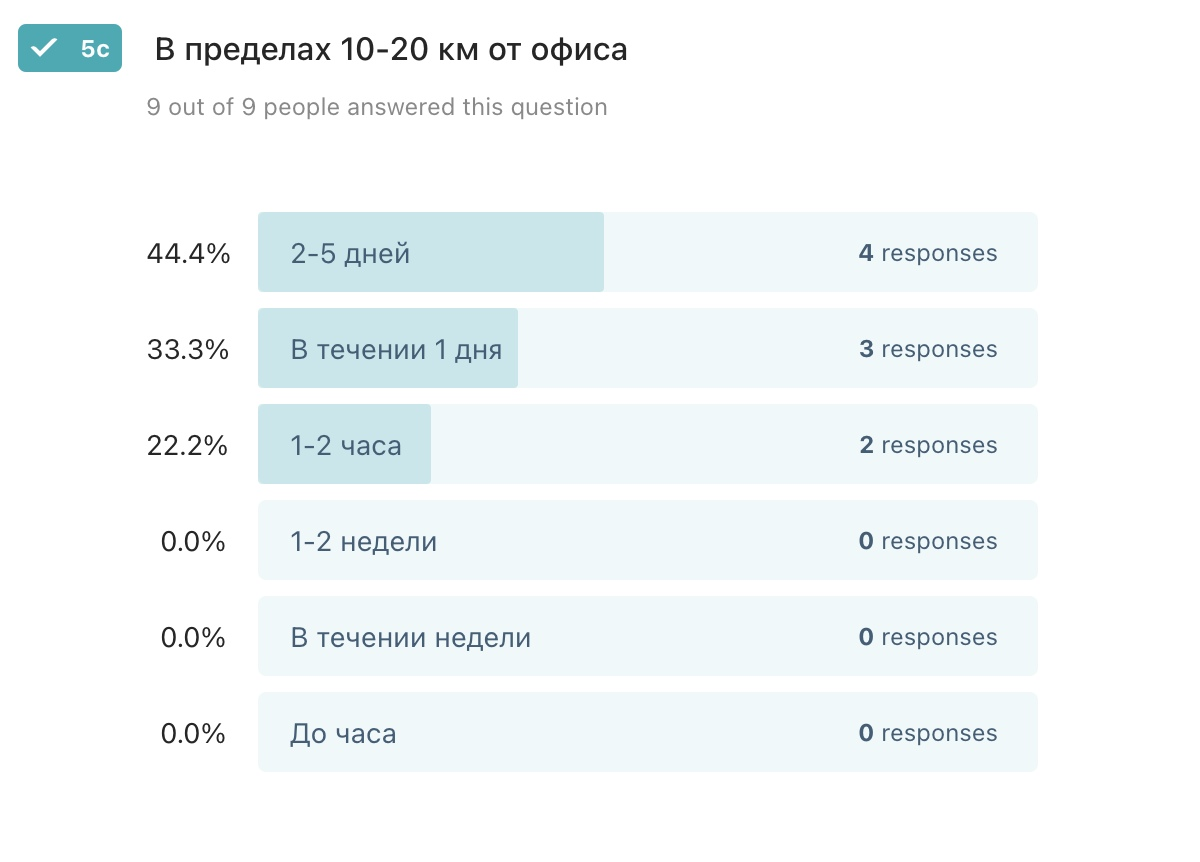 5c В пределах 10-20 км от офиса
9 out of 9 people answered this question
44.4% 2-5 дней 4 responses
33.3% В течении 1 дня 3 responses
22.2% 1-2 часа 2 responses
0.0% 1-2 недели 0 responses
0.0% В течении недели 0 responses
0.0% До часа 0 responses